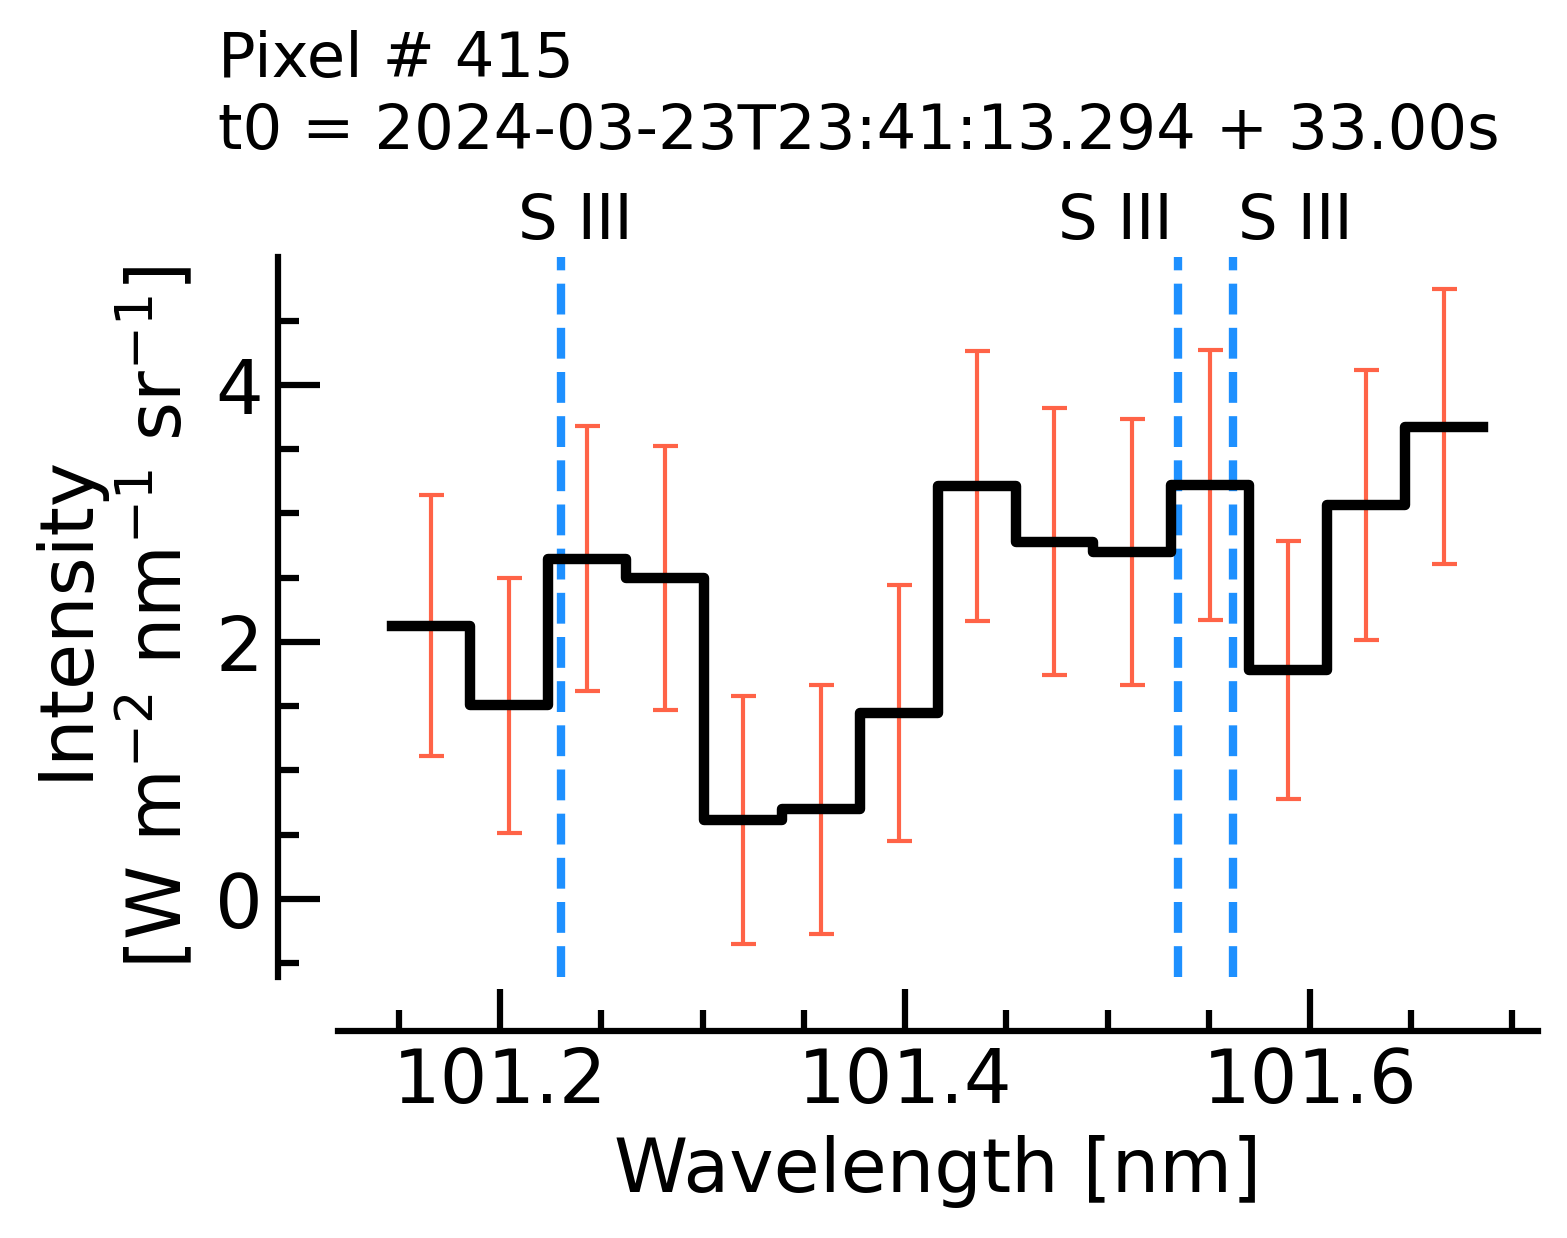 Pixel # 415
t0 = 2024-03-23T23:41:13.294 + 33.00s
S III S III S III
Intensity
[W m⁻² nm⁻¹ sr⁻¹]
4
2
0
101.2 101.4 101.6
Wavelength [nm]